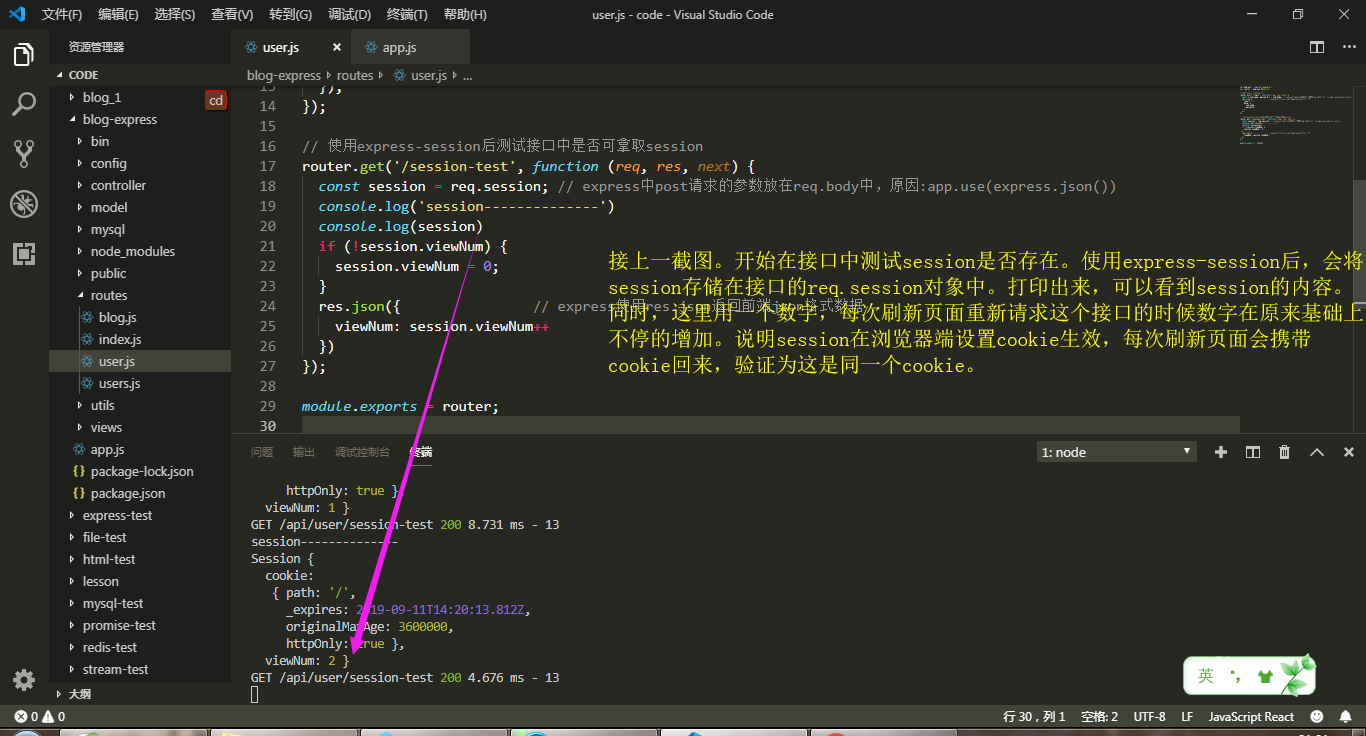 文件(F) 编辑(E) 选择(S) 查看(V) 转到(G) 调试(D) 终端(T) 帮助(H) user.js - code - Visual Studio Code
资源管理器
user.js × app.js
CODE
blog-express routes user.js ...
blog_1 cd
blog-express
bin
config
controller
model
mysql
node_modules
public
routes
blog.js
index.js
user.js
users.js
utils
views
app.js
{} package-lock.json
{} package.json
express-test
file-test
html-test
lesson
mysql-test
promise-test
redis-test
stream-test
大纲
13 });
14 });
15
16 // 使用express-session后测试接口中是否可拿取session
17 router.get('/session-test', function (req, res, next) {
18 const session = req.session; // express中post请求的参数放在req.body中，原因:app.use(express.json())
19 console.log('session--------------')
20 console.log(session)
21 if (!session.viewNum) {
22 session.viewNum = 0;
23 }
24 res.json({ // express使用res.json返回前端json格式数据
25 viewNum: session.viewNum++
26 })
27 });
28
29 module.exports = router;
30
接上一截图。开始在接口中测试session是否存在。使用express-session后，会将
session存储在接口的req.session对象中。打印出来，可以看到session的内容。
同时，这里用一个数字，每次刷新页面重新请求这个接口的时候数字在原来基础上
不停的增加。说明session在浏览器端设置cookie生效，每次刷新页面会携带
cookie回来，验证为这是同一个cookie。
问题 输出 调试控制台 终端 1: node
httpOnly: true },
viewNum: 1 }
GET /api/user/session-test 200 8.731 ms - 13
session--------------
Session {
cookie:
{ path: '/',
_expires: 2019-09-11T14:20:13.812Z,
originalMaxAge: 3600000,
httpOnly: true },
viewNum: 2 }
GET /api/user/session-test 200 4.676 ms - 13
英
0 0 行 30，列 1 空格: 2 UTF-8 LF JavaScript React